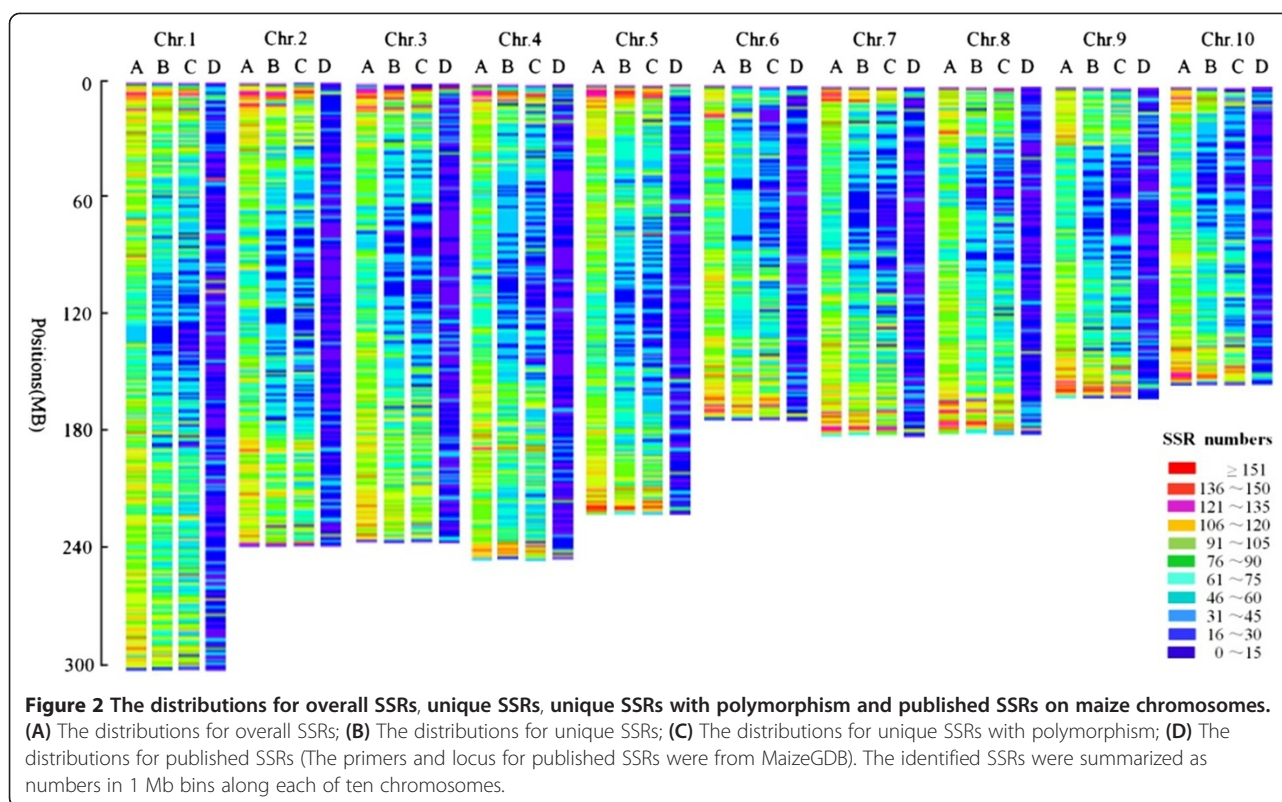 Chr.1 Chr.2 Chr.3 Chr.4 Chr.5 Chr.6 Chr.7 Chr.8 Chr.9 Chr.10
A B C D A B C D A B C D A B C D A B C D A B C D A B C D A B C D A B C D A B C D
0
60
120
180
240
300
P0sitions(MB)
SSR numbers
≥ 151
136 ~150
121 ~135
106 ~120
91 ~105
76 ~90
61 ~75
46 ~60
31 ~45
16 ~30
0 ~15
Figure 2 The distributions for overall SSRs, unique SSRs, unique SSRs with polymorphism and published SSRs on maize chromosomes.
(A) The distributions for overall SSRs; (B) The distributions for unique SSRs; (C) The distributions for unique SSRs with polymorphism; (D) The
distributions for published SSRs (The primers and locus for published SSRs were from MaizeGDB). The identified SSRs were summarized as
numbers in 1 Mb bins along each of ten chromosomes.